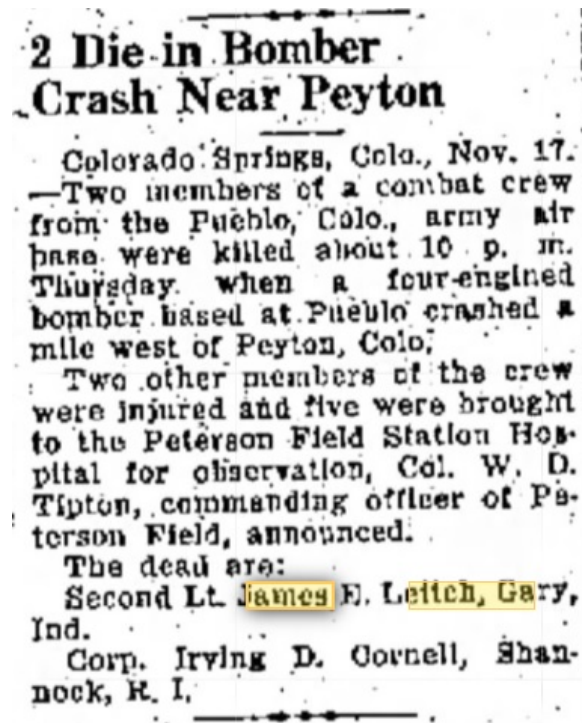 2 Die in Bomber
Crash Near Peyton
Colorado Springs, Colo., Nov. 17.
—Two members of a combat crew
from the Pueblo, Colo., army air
base were killed about 10 p. m.
Thursday when a four-engined
bomber based at Pueblo crashed a
mile west of Peyton, Colo.
Two other members of the crew
were injured and five were brought
to the Peterson Field Station Hos-
pital for observation, Col. W. D.
Tipton, commanding officer of Pe-
terson Field, announced.
The dead are:
Second Lt. James E. Leitch, Gary,
Ind.
Corp. Irving D. Cornell, Shan-
nock, R. I.